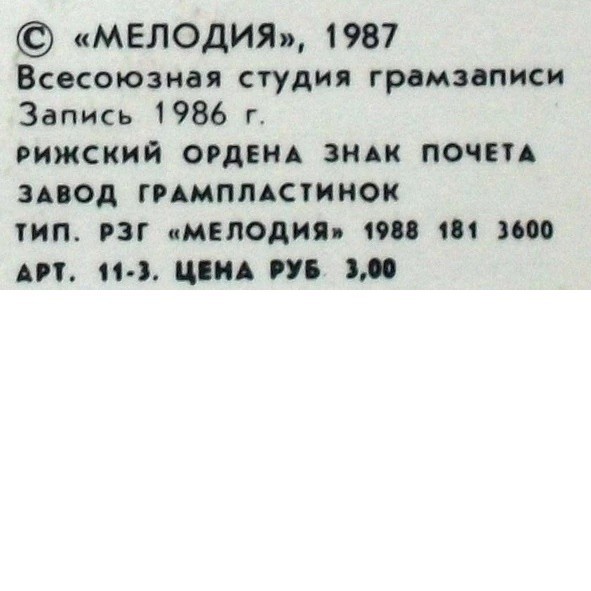 © «МЕЛОДИЯ», 1987
Всесоюзная студия грамзаписи
Запись 1986 г.
РИЖСКИЙ ОРДЕНА ЗНАК ПОЧЕТА
ЗАВОД ГРАМПЛАСТИНОК
ТИП. РЗГ «МЕЛОДИЯ» 1988 181 3600
АРТ. 11-3. ЦЕНА РУБ 3,00